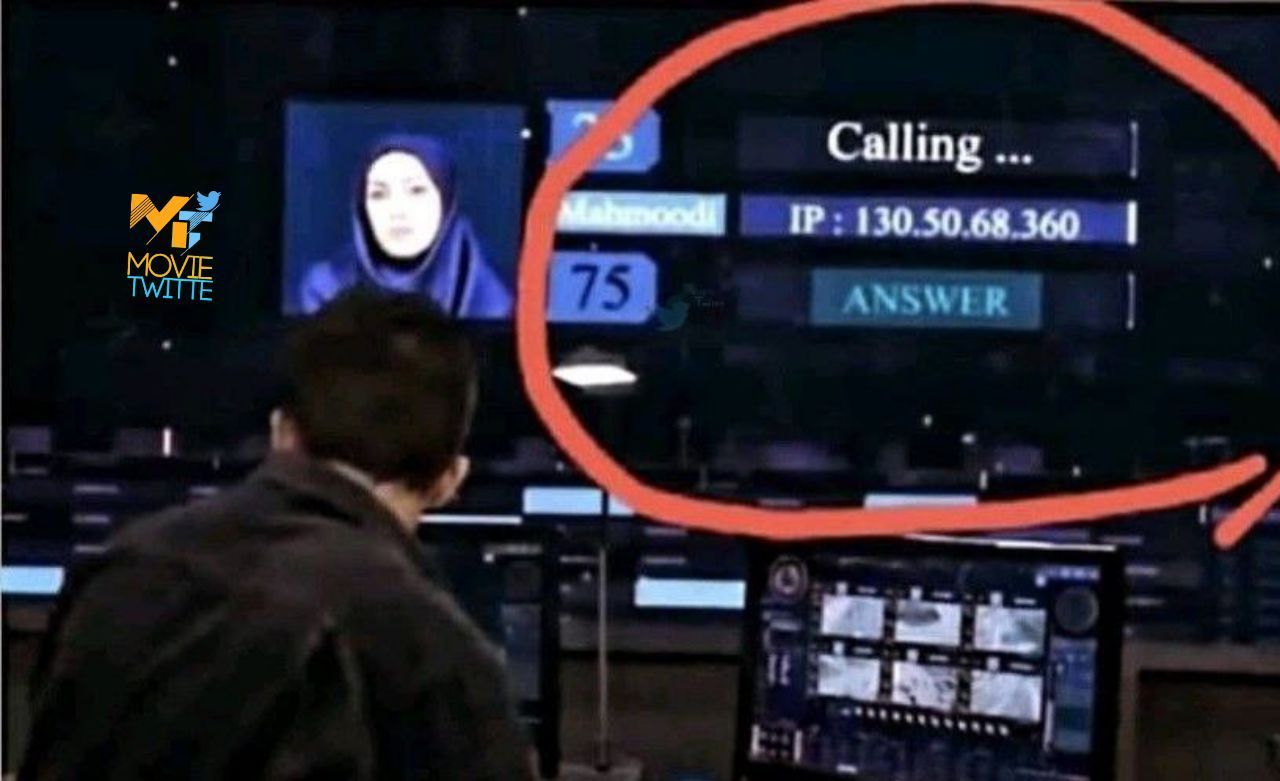 Calling ...
Mahmoodi
IP : 130.50.68.360
75
ANSWER
MOVIE
TWITTE